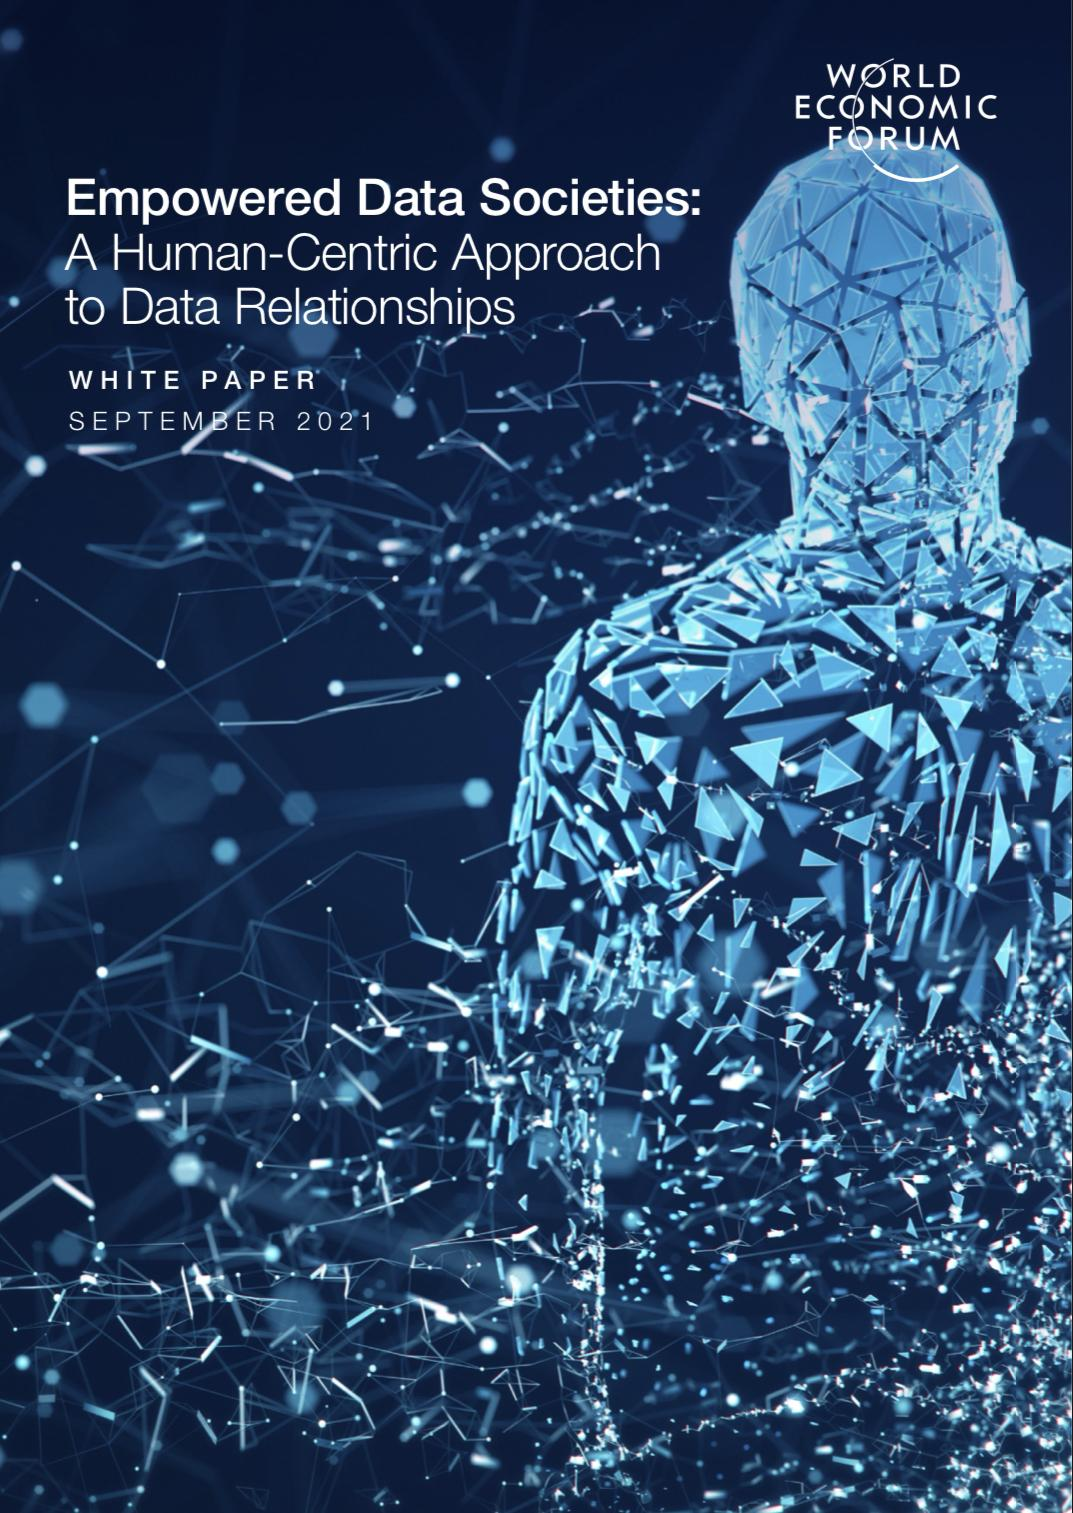 WORLD
ECONOMIC
FORUM
Empowered Data Societies:
A Human-Centric Approach
to Data Relationships
WHITE PAPER
SEPTEMBER 2021